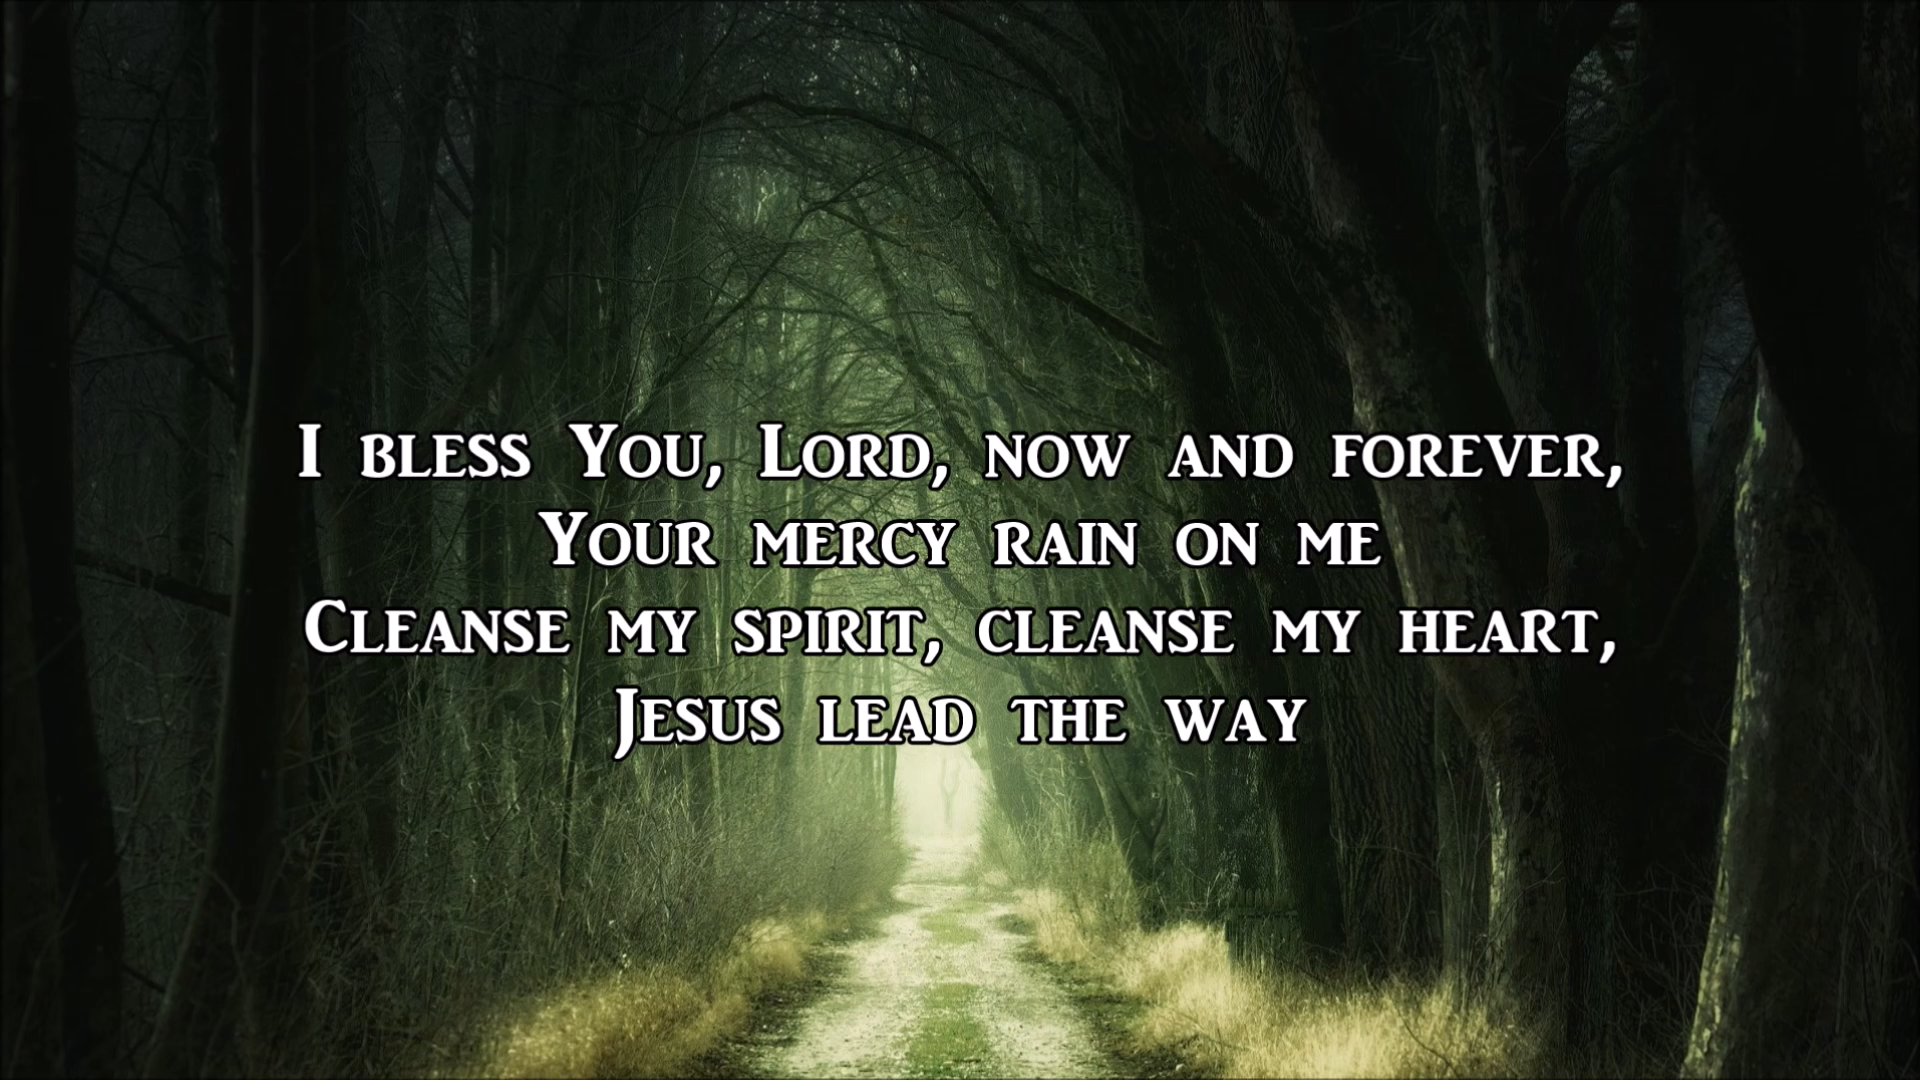 I bless You, Lord, now and forever,
Your mercy rain on me
Cleanse my spirit, cleanse my heart,
Jesus lead the way